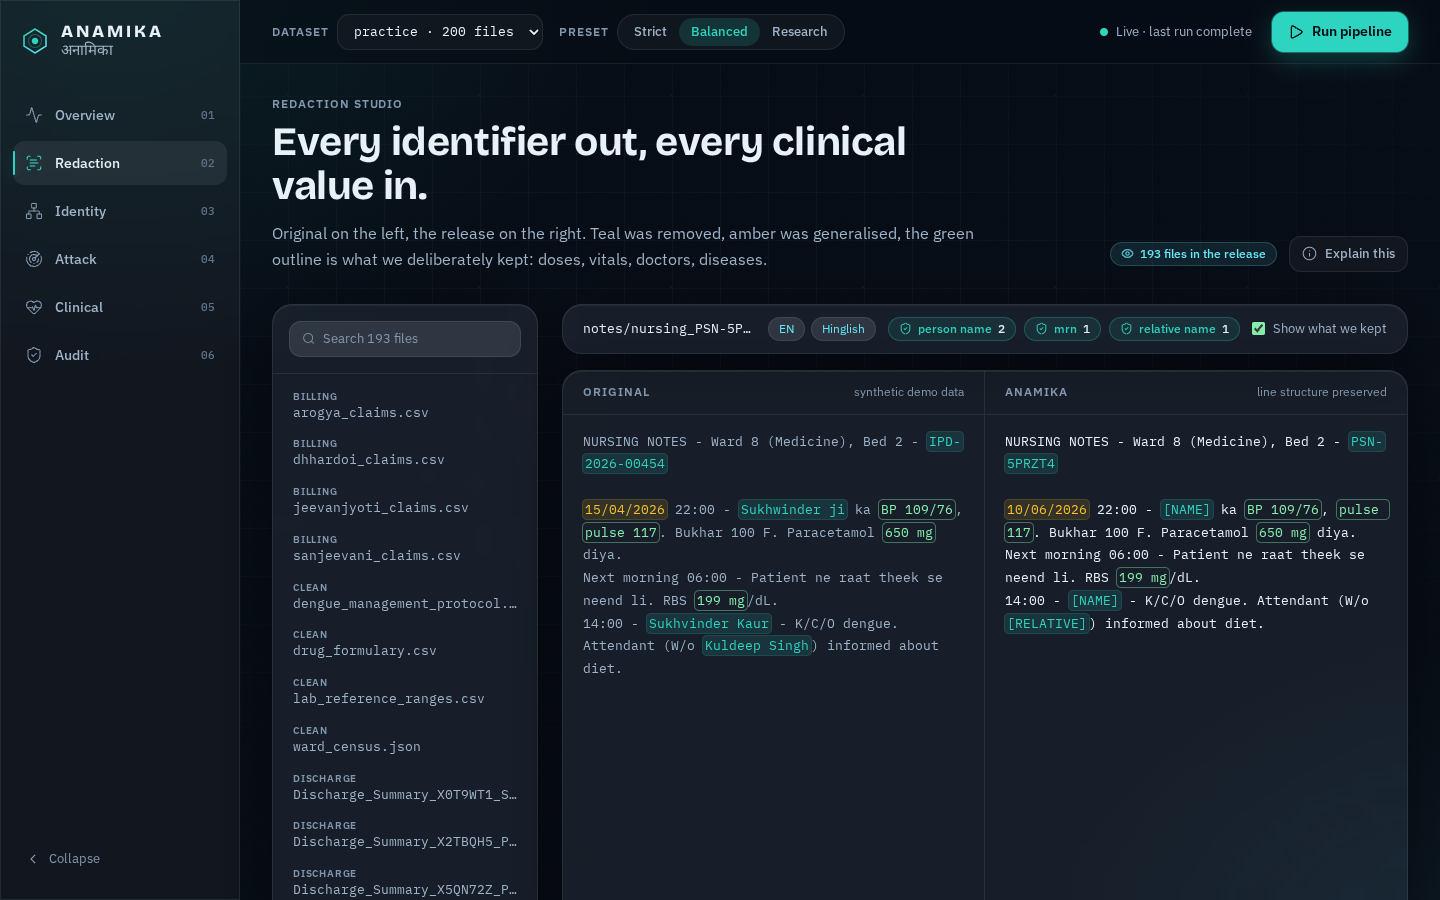 ANAMIKA
अनामिका
Overview 01
Redaction 02
Identity 03
Attack 04
Clinical 05
Audit 06
Collapse
DATASET practice · 200 files PRESET Strict Balanced Research
Live · last run complete Run pipeline
REDACTION STUDIO
Every identifier out, every clinical
value in.
Original on the left, the release on the right. Teal was removed, amber was generalised, the green
outline is what we deliberately kept: doses, vitals, doctors, diseases.
193 files in the release Explain this
Search 193 files
BILLING
arogya_claims.csv
BILLING
dhhardoi_claims.csv
BILLING
jeevanjyoti_claims.csv
BILLING
sanjeevani_claims.csv
CLEAN
dengue_management_protocol.…
CLEAN
drug_formulary.csv
CLEAN
lab_reference_ranges.csv
CLEAN
ward_census.json
DISCHARGE
Discharge_Summary_X0T9WT1_S…
DISCHARGE
Discharge_Summary_X2TBQH5_P…
DISCHARGE
Discharge_Summary_X5QN72Z_P…
notes/nursing_PSN-5P… EN Hinglish person name 2 mrn 1 relative name 1 Show what we kept
ORIGINAL synthetic demo data
NURSING NOTES - Ward 8 (Medicine), Bed 2 - IPD-
2026-00454
15/04/2026 22:00 - Sukhwinder ji ka BP 109/76,
pulse 117. Bukhar 100 F. Paracetamol 650 mg
diya.
Next morning 06:00 - Patient ne raat theek se
neend li. RBS 199 mg/dL.
14:00 - Sukhvinder Kaur - K/C/O dengue.
Attendant (W/o Kuldeep Singh) informed about
diet.
ANAMIKA line structure preserved
NURSING NOTES - Ward 8 (Medicine), Bed 2 - PSN-
5PRZT4
10/06/2026 22:00 - [NAME] ka BP 109/76, pulse
117. Bukhar 100 F. Paracetamol 650 mg diya.
Next morning 06:00 - Patient ne raat theek se
neend li. RBS 199 mg/dL.
14:00 - [NAME] - K/C/O dengue. Attendant (W/o
[RELATIVE]) informed about diet.